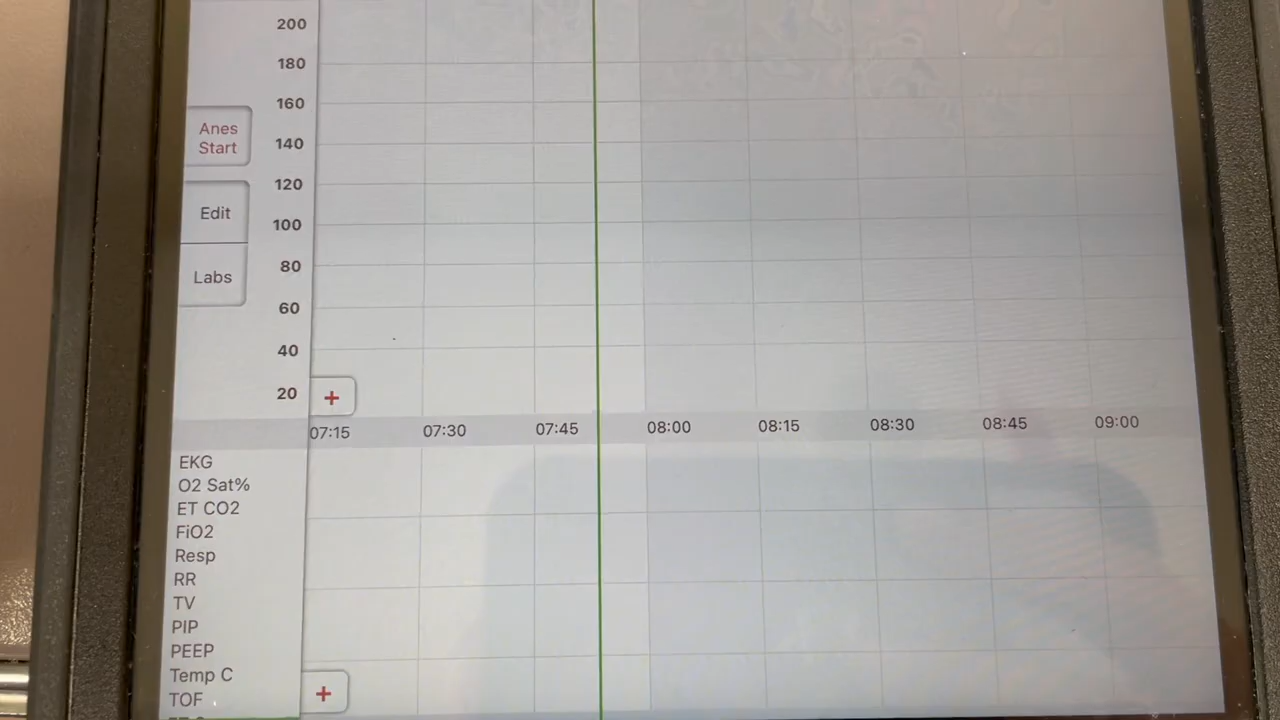 200
180
160
Anes
Start
140
120
Edit
100
80
Labs
60
40
20
+
07:15 07:30 07:45 08:00 08:15 08:30 08:45 09:00
EKG
O2 Sat%
ET CO2
FiO2
Resp
RR
TV
PIP
PEEP
Temp C
TOF
+